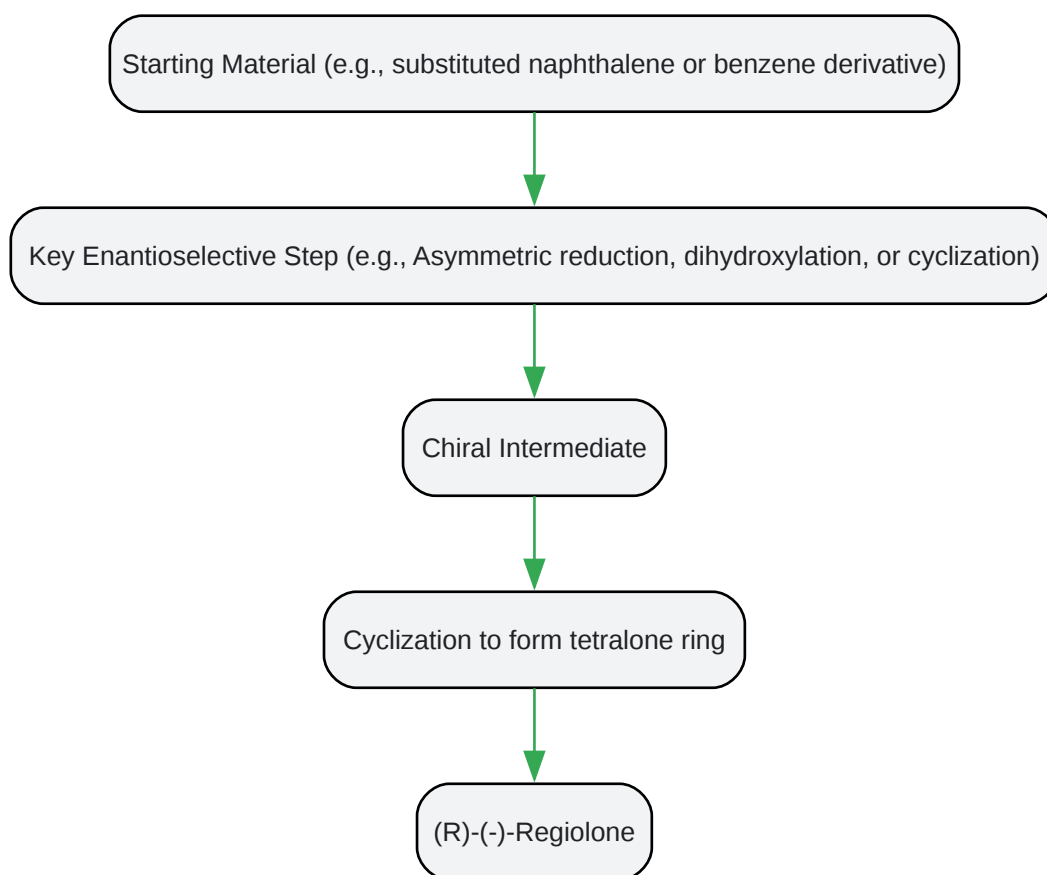 Starting Material (e.g., substituted naphthalene or benzene derivative)
Key Enantioselective Step (e.g., Asymmetric reduction, dihydroxylation, or cyclization)
Chiral Intermediate
Cyclization to form tetralone ring
(R)-(-)-Regiolone